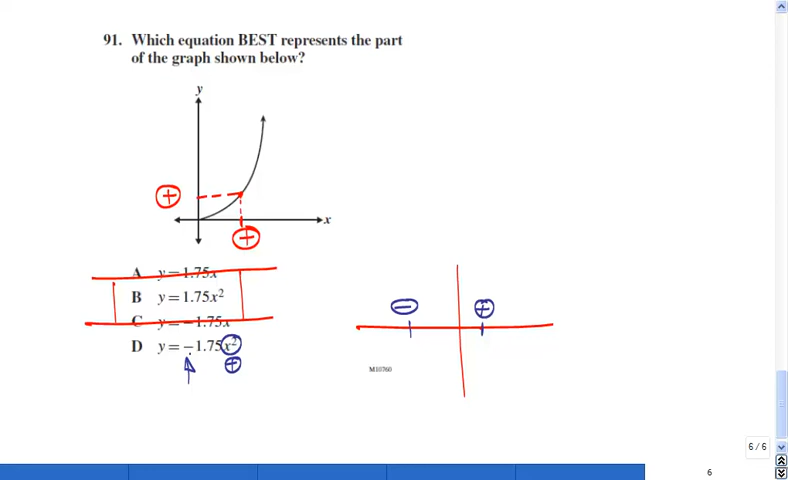 91. Which equation BEST represents the part
of the graph shown below?
y
+
x
+
A y = 1.75x
B y = 1.75x²
C y = −1.75x
D y = −1.75x²
+
− +
M10760
6 / 6
6